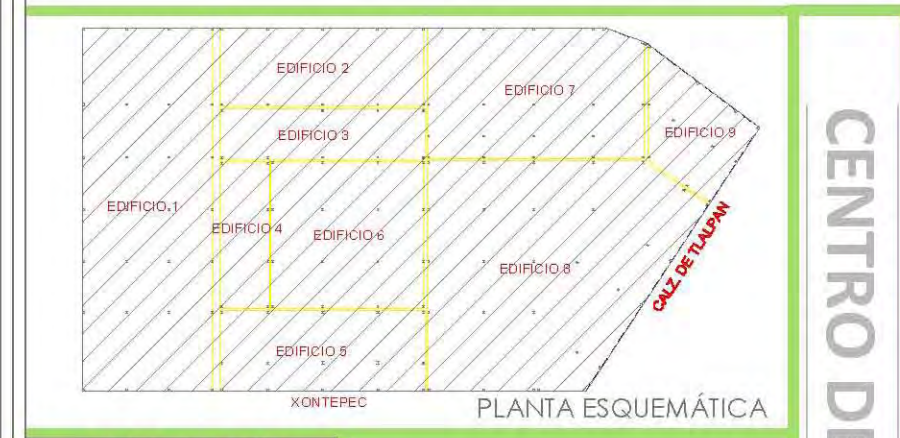 EDIFICIO 2
EDIFICIO 7
EDIFICIO 3
EDIFICIO 9
EDIFICIO 1
EDIFICIO 4
EDIFICIO 6
EDIFICIO 8
CALZ. DE TLALPAN
EDIFICIO 5
XONTEPEC
PLANTA ESQUEMÁTICA
CENTRO